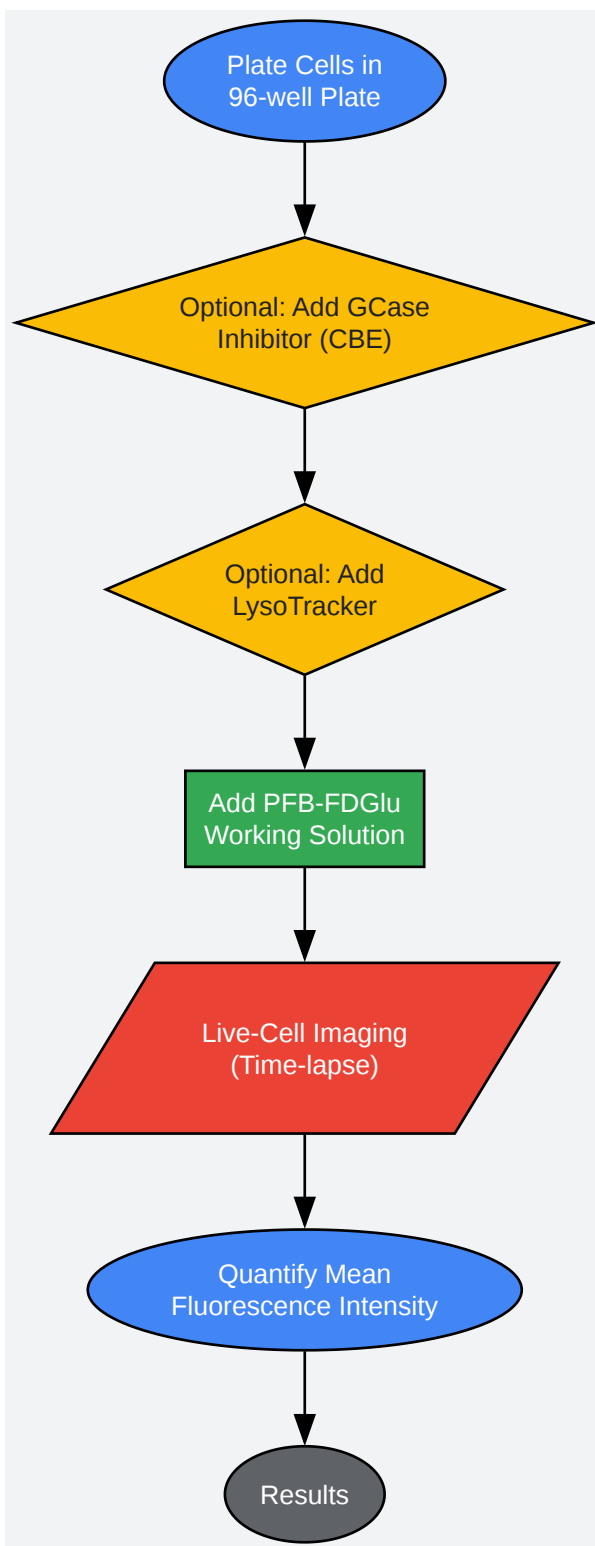 Plate Cells in
96-well Plate
Optional: Add GCase
Inhibitor (CBE)
Optional: Add
LysoTracker
Add PFB-FDGlu
Working Solution
Live-Cell Imaging
(Time-lapse)
Quantify Mean
Fluorescence Intensity
Results